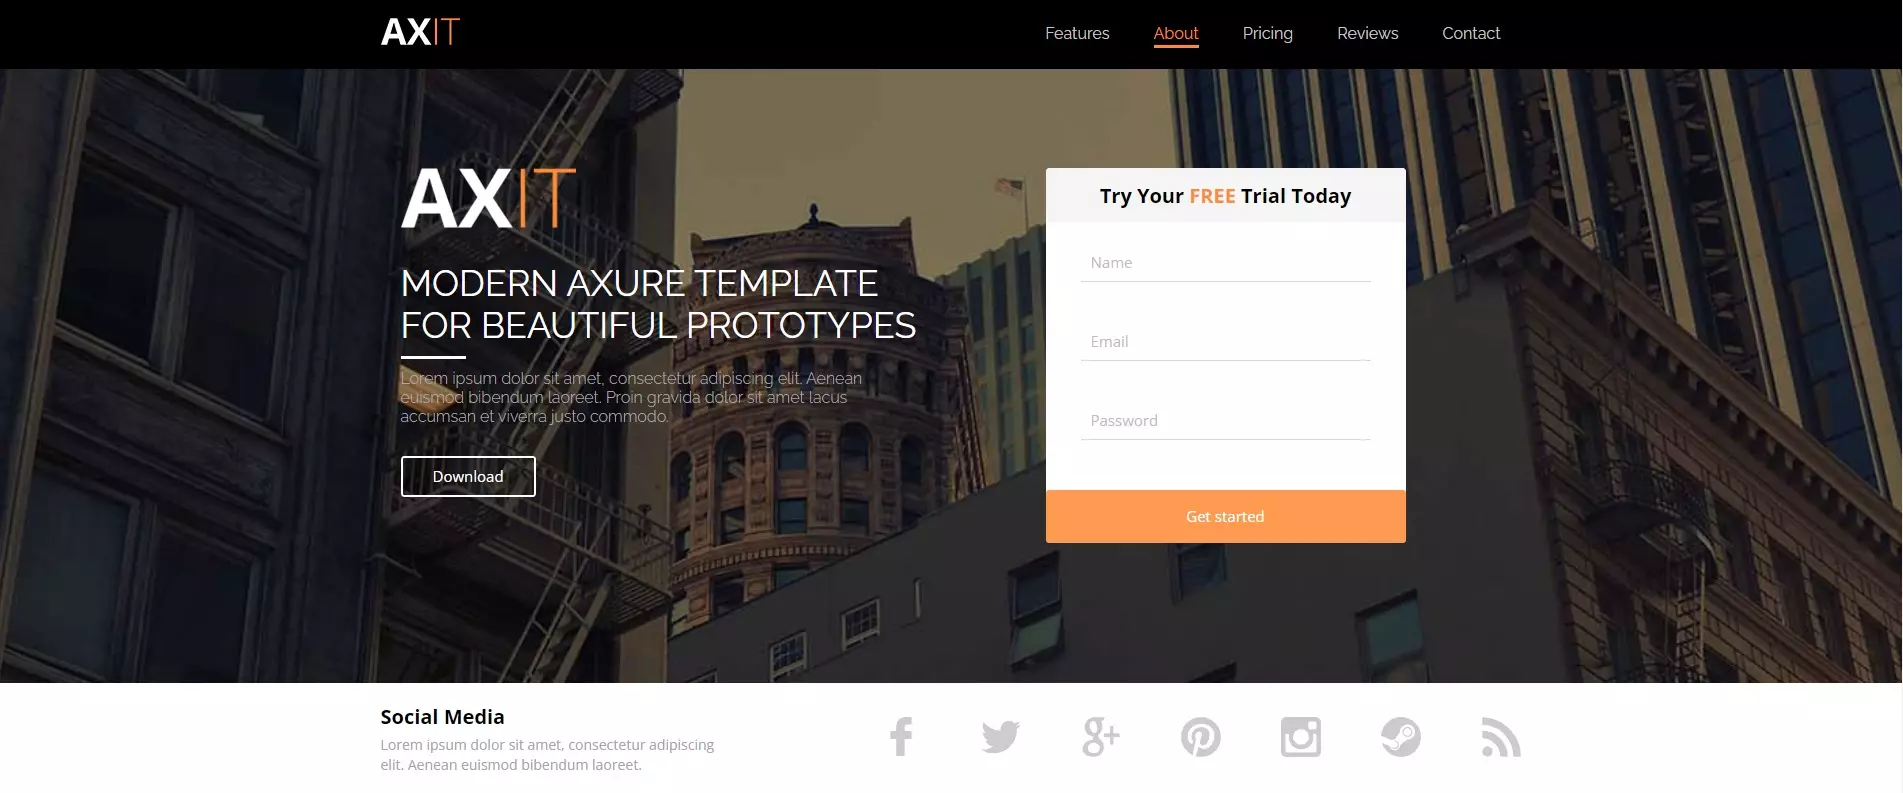 AXIT
Features
About
Pricing
Reviews
Contact
AXIT
MODERN AXURE TEMPLATE
FOR BEAUTIFUL PROTOTYPES
Lorem ipsum dolor sit amet, consectetur adipiscing elit. Aenean
euismod bibendum laoreet. Proin gravida dolor sit amet lacus
accumsan et viverra justo commodo.
Download
Try Your FREE Trial Today
Name
Email
Password
Get started
Social Media
Lorem ipsum dolor sit amet, consectetur adipiscing
elit. Aenean euismod bibendum laoreet.